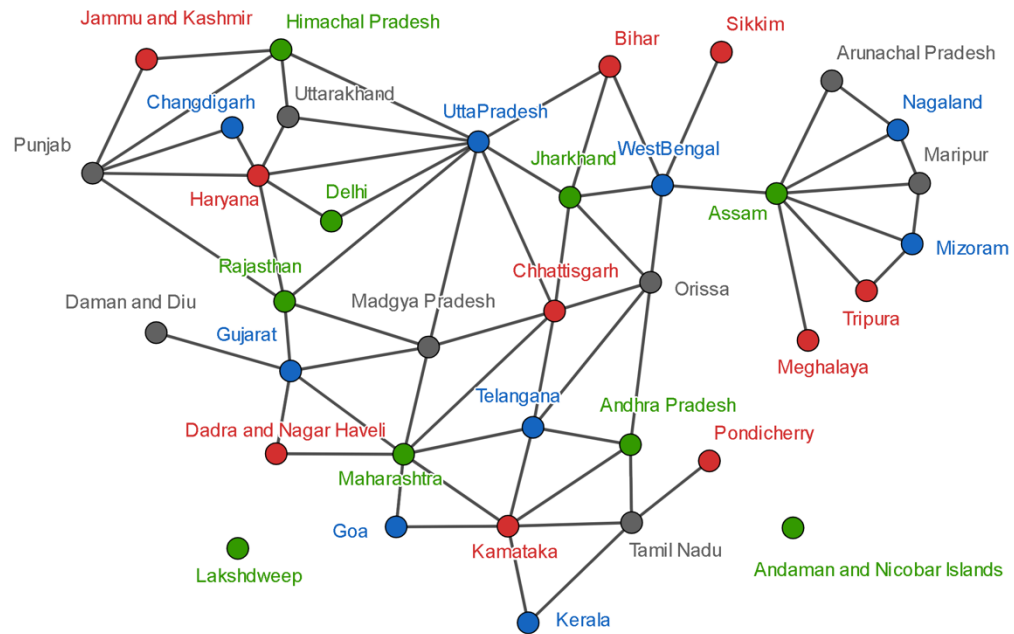 Jammu and Kashmir
Himachal Pradesh
Bihar
Sikkim
Arunachal Pradesh
Changdigarh
Uttarakhand
UttaPradesh
Nagaland
Punjab
Jharkhand
WestBengal
Maripur
Haryana
Delhi
Assam
Mizoram
Rajasthan
Chhattisgarh
Orissa
Daman and Diu
Madgya Pradesh
Gujarat
Tripura
Meghalaya
Telangana
Andhra Pradesh
Dadra and Nagar Haveli
Pondicherry
Maharashtra
Goa
Kamataka
Tamil Nadu
Lakshdweep
Andaman and Nicobar Islands
Kerala